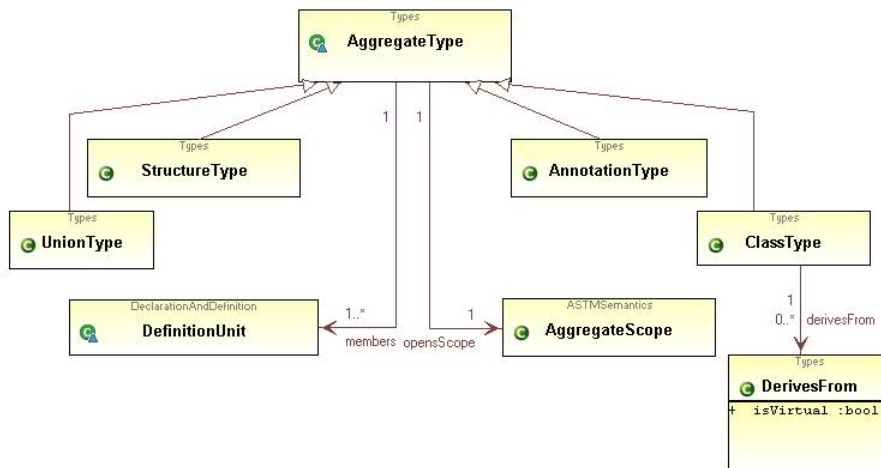 Types
AggregateType
1 1
Types
StructureType
Types
AnnotationType
Types
UnionType
Types
ClassType
DeclarationAndDefinition
DefinitionUnit
1..*
members
1
opensScope
ASTMSemantics
AggregateScope
1
0..* derivesFrom
Types
DerivesFrom
+ isVirtual :bool